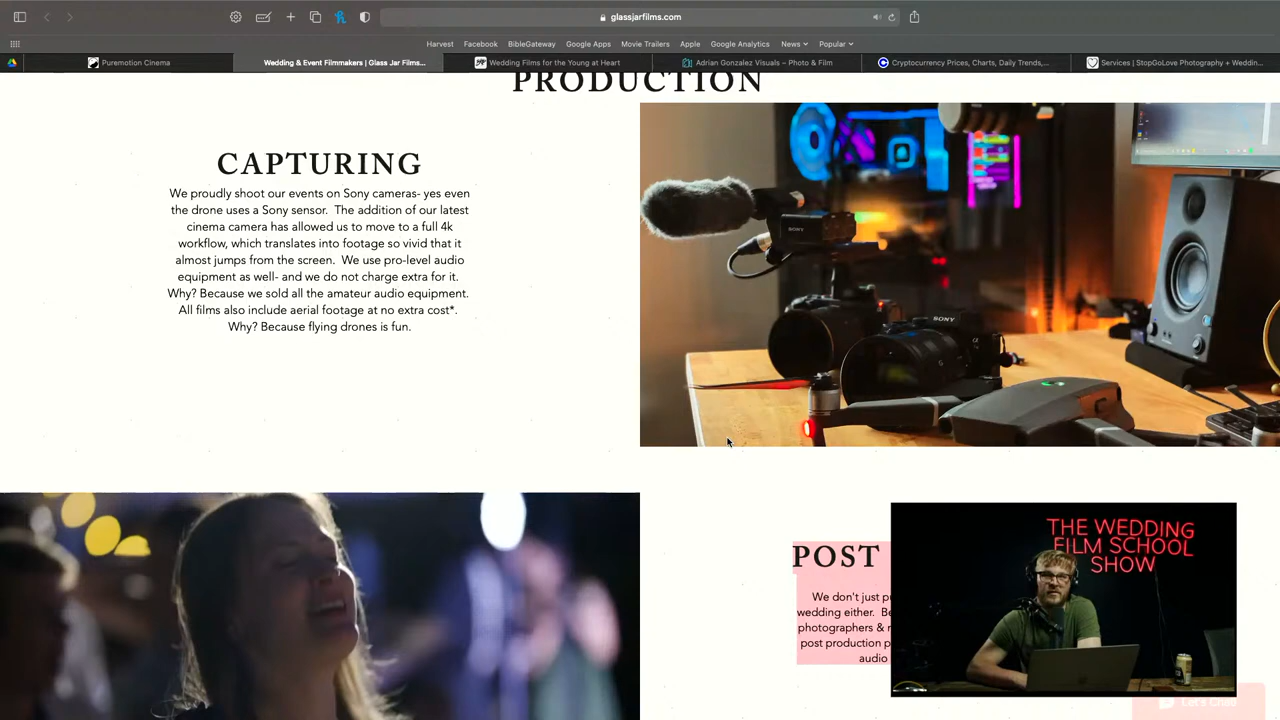 glassjarfilms.com
Harvest Facebook BibleGateway Google Apps Movie Trailers Apple Google Analytics News Popular
Puremotion Cinema
Wedding & Event Filmmakers | Glass Jar Films...
Wedding Films for the Young at Heart
Adrian Gonzalez Visuals – Photo & Film
Cryptocurrency Prices, Charts, Daily Trends,...
Services | StopGoLove Photography + Weddin...
PRODUCTION
CAPTURING
We proudly shoot our events on Sony cameras- yes even
the drone uses a Sony sensor. The addition of our latest
cinema camera has allowed us to move to a full 4k
workflow, which translates into footage so vivid that it
almost jumps from the screen. We use pro-level audio
equipment as well- and we do not charge extra for it.
Why? Because we sold all the amateur audio equipment.
All films also include aerial footage at no extra cost*.
Why? Because flying drones is fun.
SONY
SONY
POST
We don't just
wedding either.
photographers &
post production
audio
THE WEDDING
FILM SCHOOL
SHOW
Let's Chat!